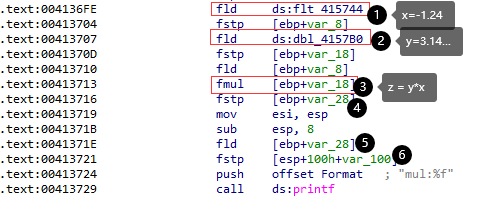 .text:004136FE fld ds:flt_415744 1 x=-1.24
.text:00413704 fstp [ebp+var_8]
.text:00413707 fld ds:dbl_4157B0 2 y=3.14...
.text:0041370D fstp [ebp+var_18]
.text:00413710 fld [ebp+var_8]
.text:00413713 fmul [ebp+var_18] 3 z = y*x
.text:00413716 fstp [ebp+var_28] 4
.text:00413719 mov esi, esp
.text:0041371B sub esp, 8
.text:0041371E fld [ebp+var_28] 5
.text:00413721 fstp [esp+100h+var_100] 6
.text:00413724 push offset Format ; "mul:%f"
.text:00413729 call ds:printf